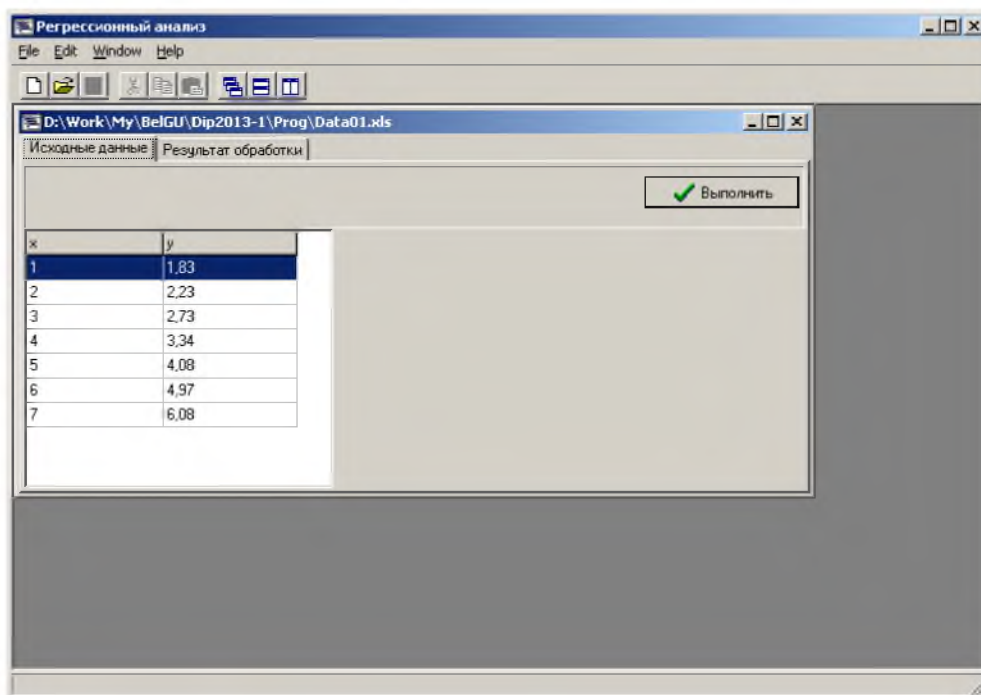 Регрессионный анализ
File Edit Window Help
D:\Work\My\BelGU\Dip2013-1\Prog\Data01.xls
Исходные данные Результат обработки
Выполнить
x y
1 1,83
2 2,23
3 2,73
4 3,34
5 4,08
6 4,97
7 6,08